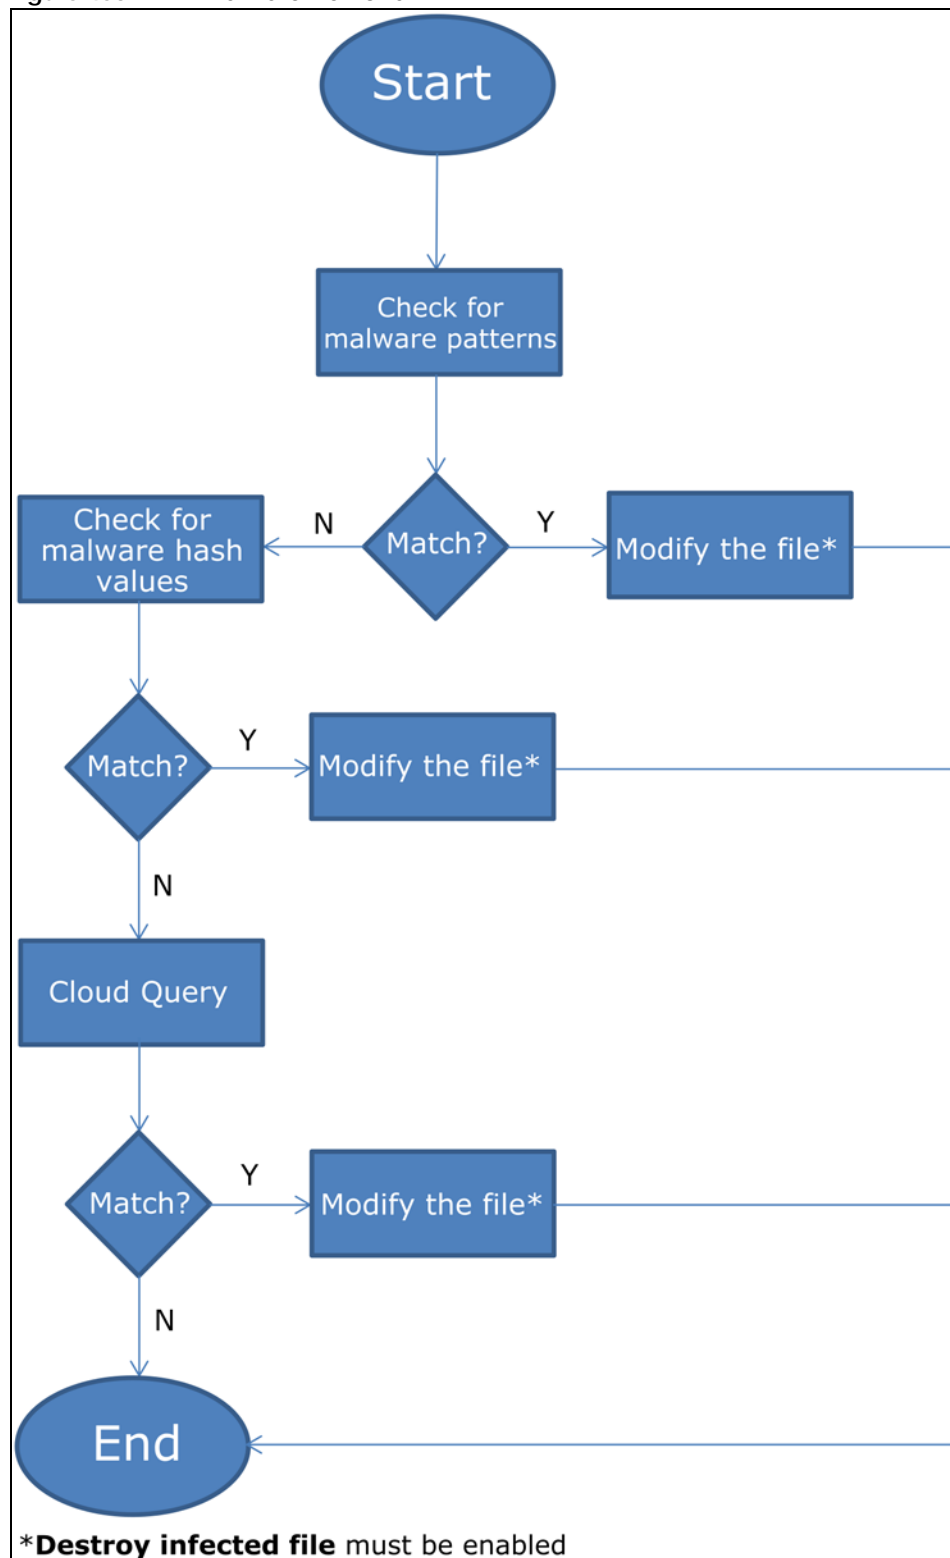 Start
Check for
malware patterns
Match?
Y
Modify the file*
N
Check for
malware hash
values
Match?
Y
Modify the file*
N
Cloud Query
Match?
Y
Modify the file*
N
End
*Destroy infected file must be enabled